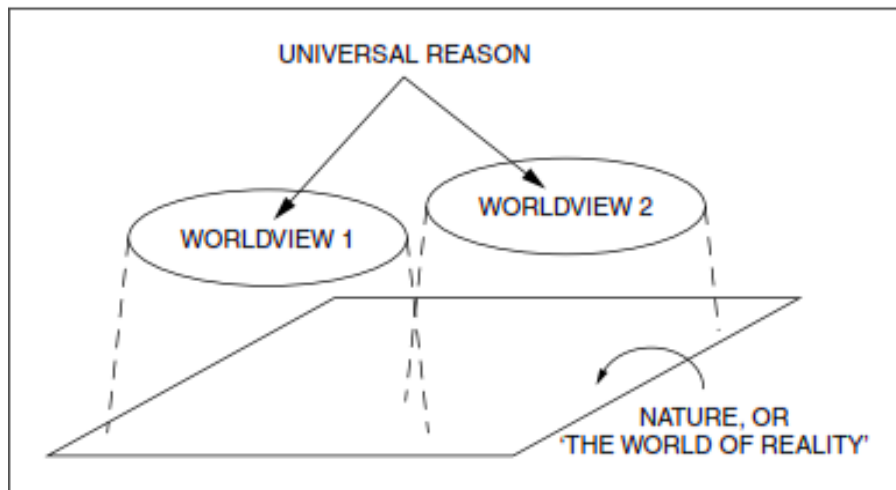 UNIVERSAL REASON
WORLDVIEW 1
WORLDVIEW 2
NATURE, OR
'THE WORLD OF REALITY'